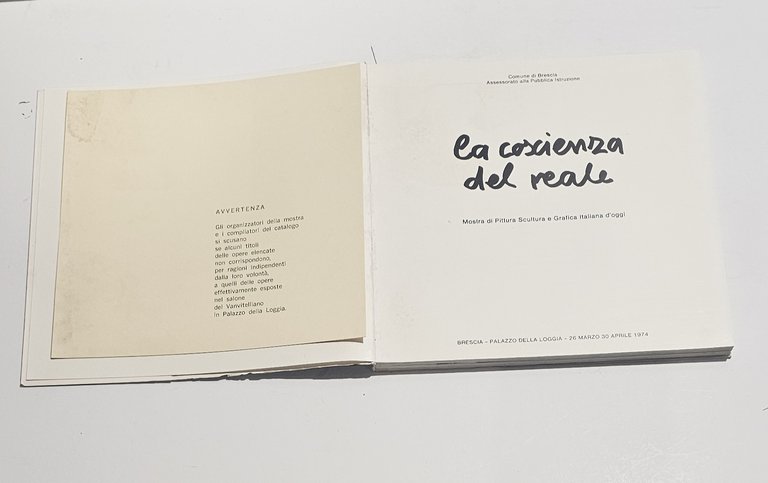 AVVERTENZA
Gli organizzatori della mostra
e i compilatori del catalogo
si scusano
se alcuni titoli
delle opere elencate
non corrispondono,
per ragioni indipendenti
dalla loro volontà,
a quelli delle opere
effettivamente esposte
nel salone
del Vanvitelliano
in Palazzo della Loggia.
Comune di Brescia
Assessorato alla Pubblica Istruzione
la coscienza
del reale
Mostra di Pittura Scultura e Grafica italiana d'oggi
BRESCIA - PALAZZO DELLA LOGGIA - 26 MARZO 30 APRILE 1974